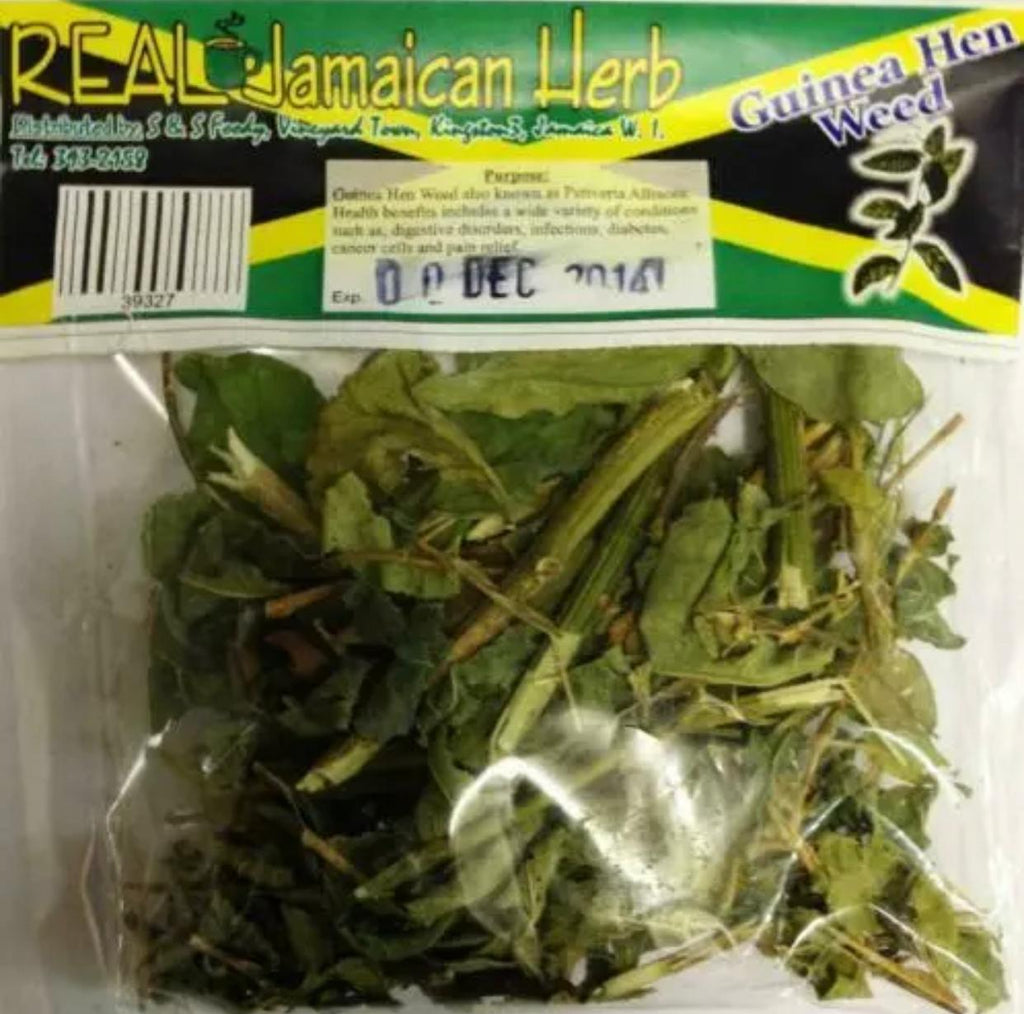 REAL Jamaican Herb
Guinea Hen
Weed
Distributed by: S & S Foods, Vineyard Town, Kingston 3, Jamaica W. I.
Tel: 393-2458
Purpose:
Guinea Hen Weed also known as Petiveria Alliacea.
Health benefits includes a wide variety of conditions
such as, digestive disorders, infections, diabetes,
cancer cells and pain relief.
Exp. DEC
39327